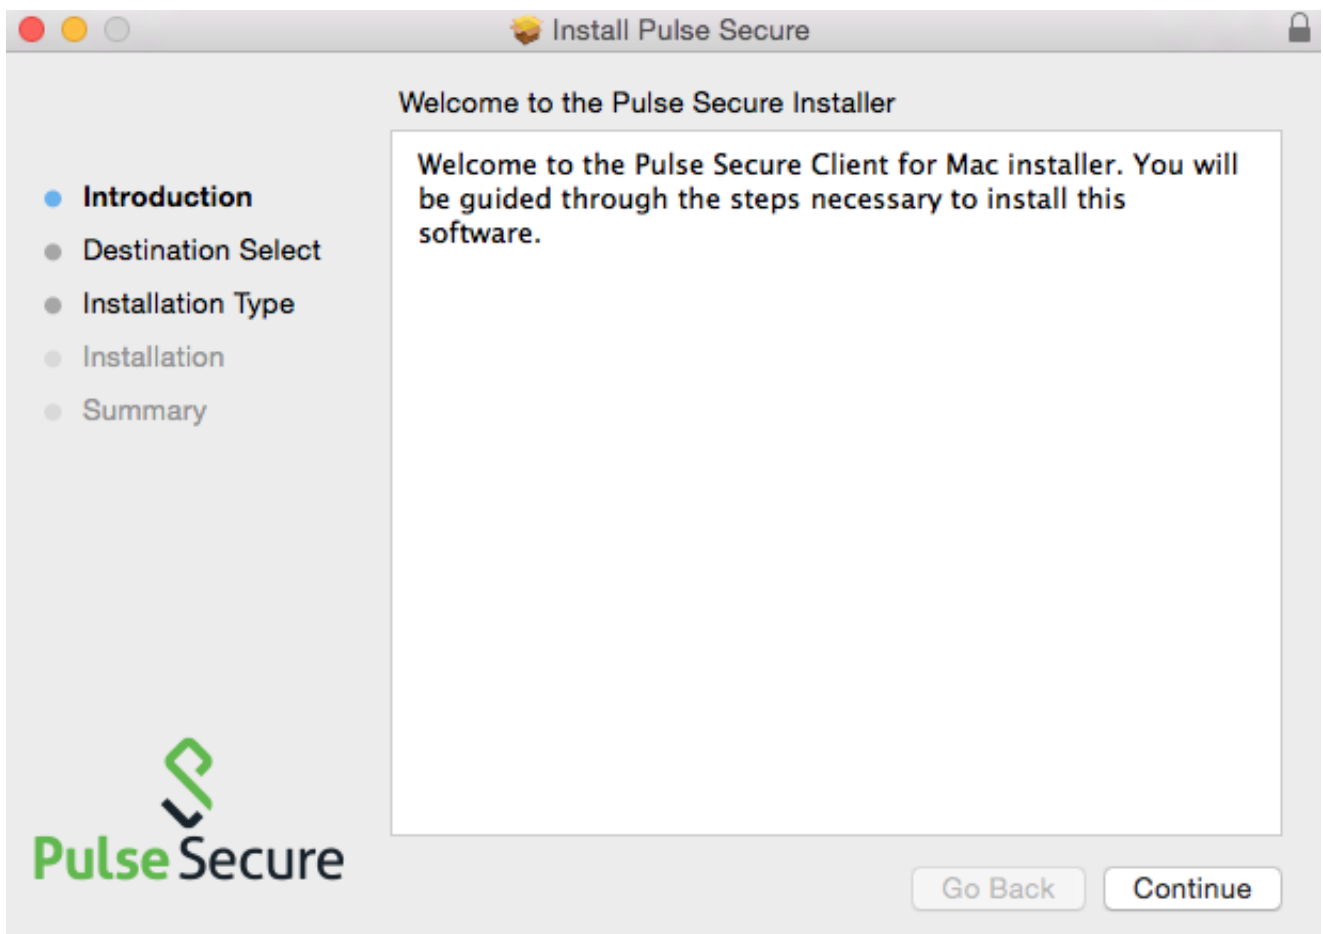 Install Pulse Secure
Welcome to the Pulse Secure Installer
Introduction
Destination Select
Installation Type
Installation
Summary
Welcome to the Pulse Secure Client for Mac installer. You will
be guided through the steps necessary to install this
software.
Pulse Secure
Go Back
Continue